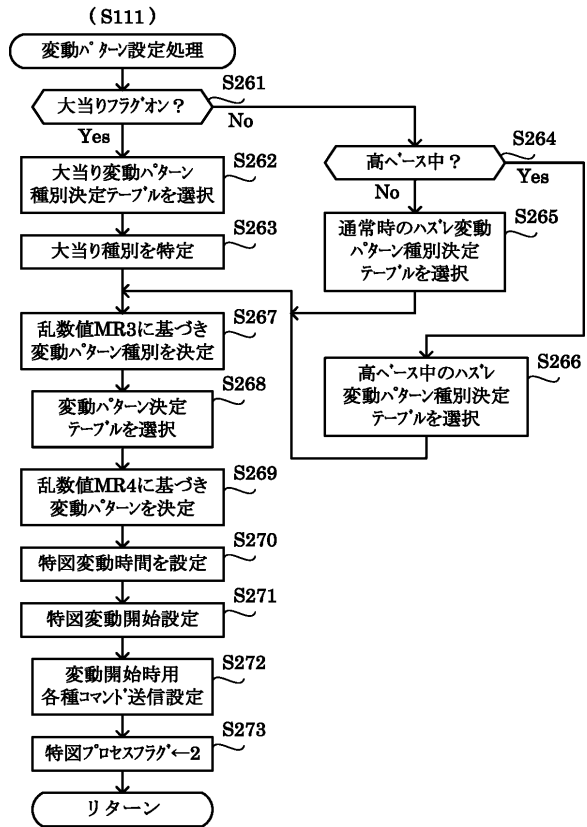 (S111)
変動パターン設定処理
S261
大当りフラグオン?
No
Yes
S264
高ベース中?
Yes
No
S262
大当り変動パターン
種別決定テーブルを選択
S265
通常時のハズレ変動
パターン種別決定
テーブルを選択
S263
大当り種別を特定
S267
乱数値MR3に基づき
変動パターン種別を決定
S266
高ベース中のハズレ
変動パターン種別決定
テーブルを選択
S268
変動パターン決定
テーブルを選択
S269
乱数値MR4に基づき
変動パターンを決定
S270
特図変動時間を設定
S271
特図変動開始設定
S272
変動開始時用
各種コマンド送信設定
S273
特図プロセスフラグ←2
リターン